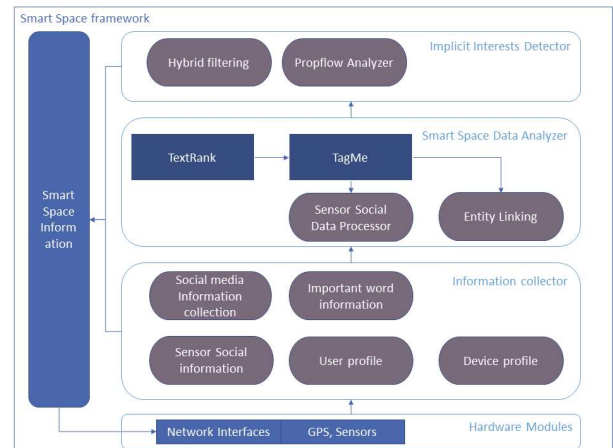 Smart Space framework
Implicit Interests Detector
Hybrid filtering
Propflow Analyzer
Smart Space Data Analyzer
TextRank
TagMe
Smart
Space
Inform
ation
Sensor Social
Data Processor
Entity Linking
Social media
Information
collection
Important word
information
Information collector
Sensor Social
information
User profile
Device profile
Network Interfaces
GPS, Sensors
Hardware Modules